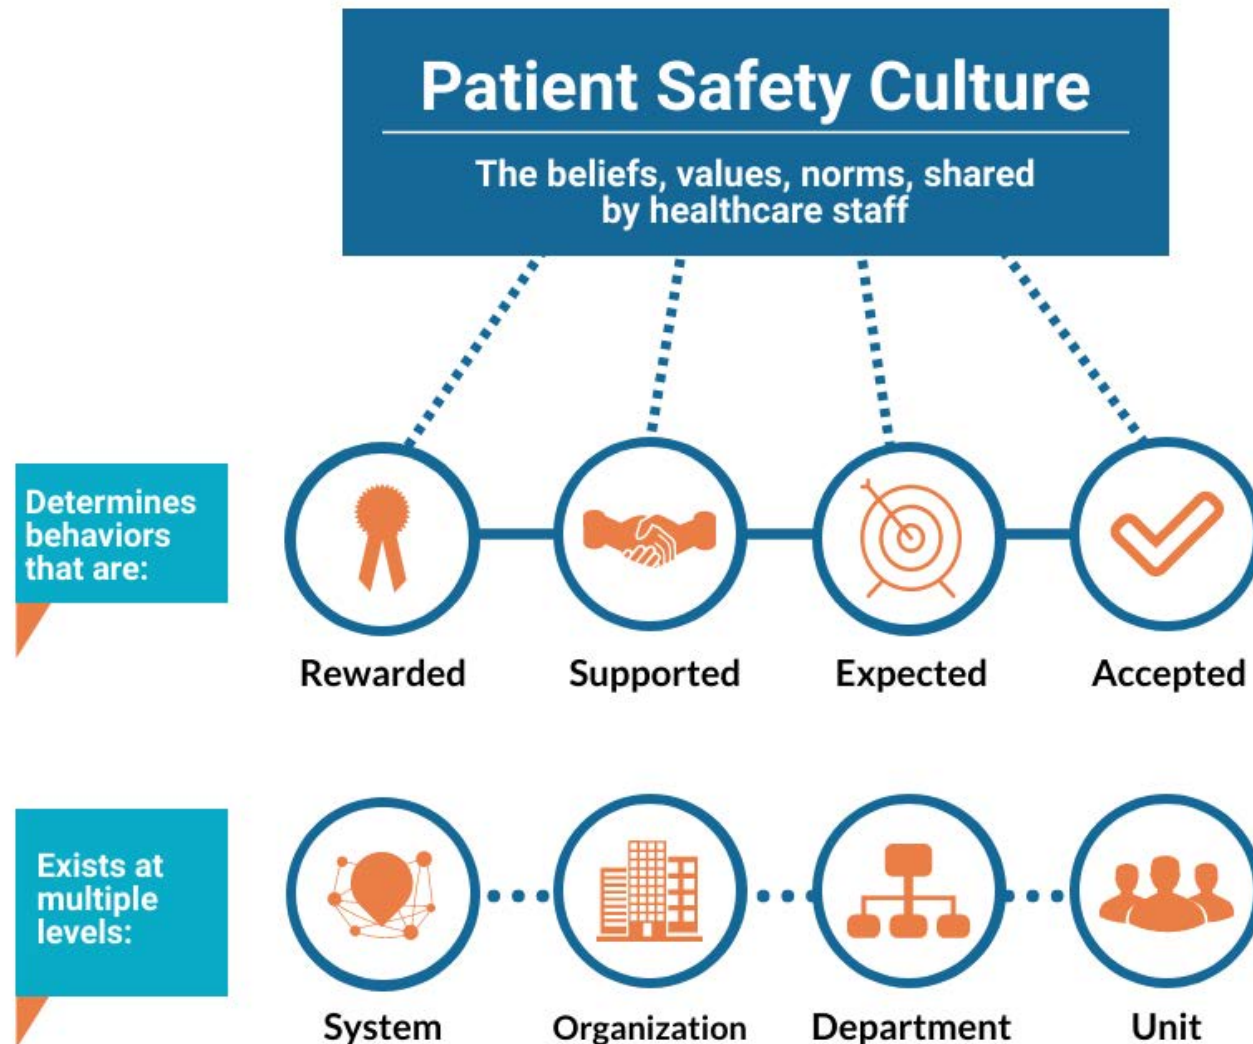 Patient Safety Culture
The beliefs, values, norms, shared
by healthcare staff
Determines
behaviors
that are:
Rewarded
Supported
Expected
Accepted
Exists at
multiple
levels:
System
Organization
Department
Unit